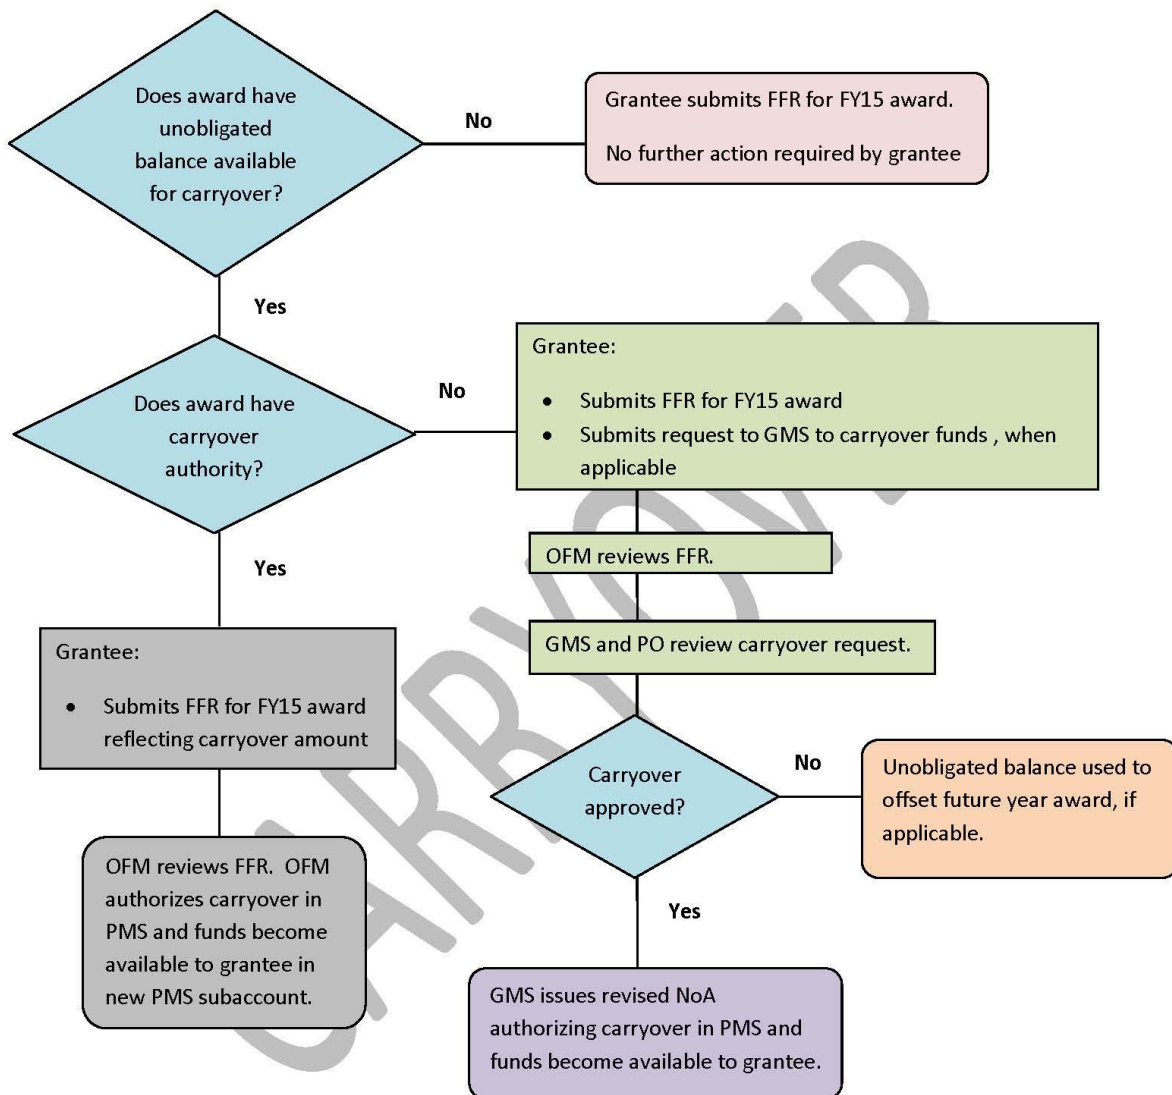 Does award have
unobligated
balance available
for carryover?
No
Grantee submits FFR for FY15 award.
No further action required by grantee
Yes
Does award have
carryover
authority?
No
Grantee:
• Submits FFR for FY15 award
• Submits request to GMS to carryover funds , when
applicable
OFM reviews FFR.
GMS and PO review carryover request.
Yes
Grantee:
• Submits FFR for FY15 award
reflecting carryover amount
OFM reviews FFR.  OFM
authorizes carryover in
PMS and funds become
available to grantee in
new PMS subaccount.
Carryover
approved?
No
Unobligated balance used to
offset future year award, if
applicable.
Yes
GMS issues revised NoA
authorizing carryover in PMS and
funds become available to grantee.
CARRYOVER